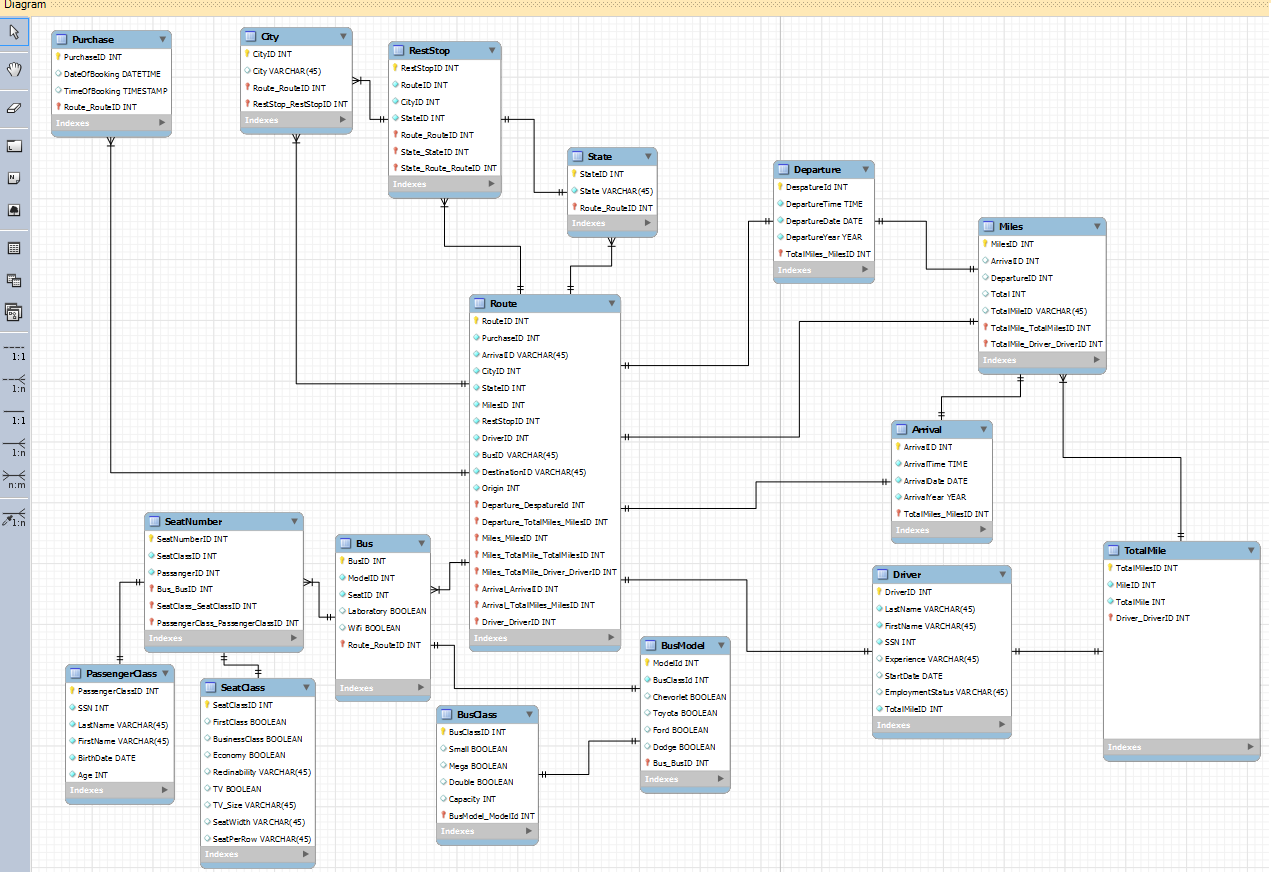 Diagram
Purchase
PurchaseID INT
DateOfBooking DATETIME
TimeOfBooking TIMESTAMP
Route_RouteID INT
Indexes
City
CityID INT
City VARCHAR(45)
Route_RouteID INT
RestStop_RestStopID INT
Indexes
RestStop
RestStopID INT
RouteID INT
CityID INT
StateID INT
Route_RouteID INT
State_StateID INT
State_Route_RouteID INT
Indexes
State
StateID INT
State VARCHAR(45)
Route_RouteID INT
Indexes
Departure
DespatureId INT
DepartureTime TIME
DepartureDate DATE
DepartureYear YEAR
TotalMiles_MilesID INT
Indexes
Miles
MilesID INT
ArrivalID INT
DepartureID INT
Total INT
TotalMileID VARCHAR(45)
TotalMile_TotalMilesID INT
TotalMile_Driver_DriverID INT
Indexes
Route
RouteID INT
PurchaseID INT
ArrivalID VARCHAR(45)
CityID INT
StateID INT
MilesID INT
RestStopID INT
DriverID INT
BusID VARCHAR(45)
DestinationID VARCHAR(45)
Origin INT
Departure_DespatureId INT
Departure_TotalMiles_MilesID INT
Miles_MilesID INT
Miles_TotalMile_TotalMilesID INT
Miles_TotalMile_Driver_DriverID INT
Arrival_ArrivalID INT
Arrival_TotalMiles_MilesID INT
Driver_DriverID INT
Indexes
Arrival
ArrivalID INT
ArrivalTime TIME
ArrivalDate DATE
ArrivalYear YEAR
TotalMiles_MilesID INT
Indexes
SeatNumber
SeatNumberID INT
SeatClassID INT
PassangerID INT
Bus_BusID INT
SeatClass_SeatClassID INT
PassengerClass_PassengerClassID INT
Indexes
Bus
BusID INT
ModelID INT
SeatID INT
Laboratory BOOLEAN
Wifi BOOLEAN
Route_RouteID INT
Indexes
TotalMile
TotalMilesID INT
MileID INT
TotalMile INT
Driver_DriverID INT
Indexes
Driver
DriverID INT
LastName VARCHAR(45)
FirstName VARCHAR(45)
SSN INT
Experience VARCHAR(45)
StartDate DATE
EmploymentStatus VARCHAR(45)
TotalMileID INT
Indexes
BusModel
ModelId INT
BusClassId INT
Chevorlet BOOLEAN
Toyota BOOLEAN
Ford BOOLEAN
Dodge BOOLEAN
Bus_BusID INT
Indexes
PassengerClass
PassengerClassID INT
SSN INT
LastName VARCHAR(45)
FirstName VARCHAR(45)
BirthDate DATE
Age INT
Indexes
SeatClass
SeatClassID INT
FirstClass BOOLEAN
BusinessClass BOOLEAN
Economy BOOLEAN
Redinability VARCHAR(45)
TV BOOLEAN
TV_Size VARCHAR(45)
SeatWidth VARCHAR(45)
SeatPerRow VARCHAR(45)
Indexes
BusClass
BusClassID INT
Small BOOLEAN
Mega BOOLEAN
Double BOOLEAN
Capacity INT
BusModel_ModelId INT
Indexes
1:1
1:n
1:1
1:n
n:m
1:n